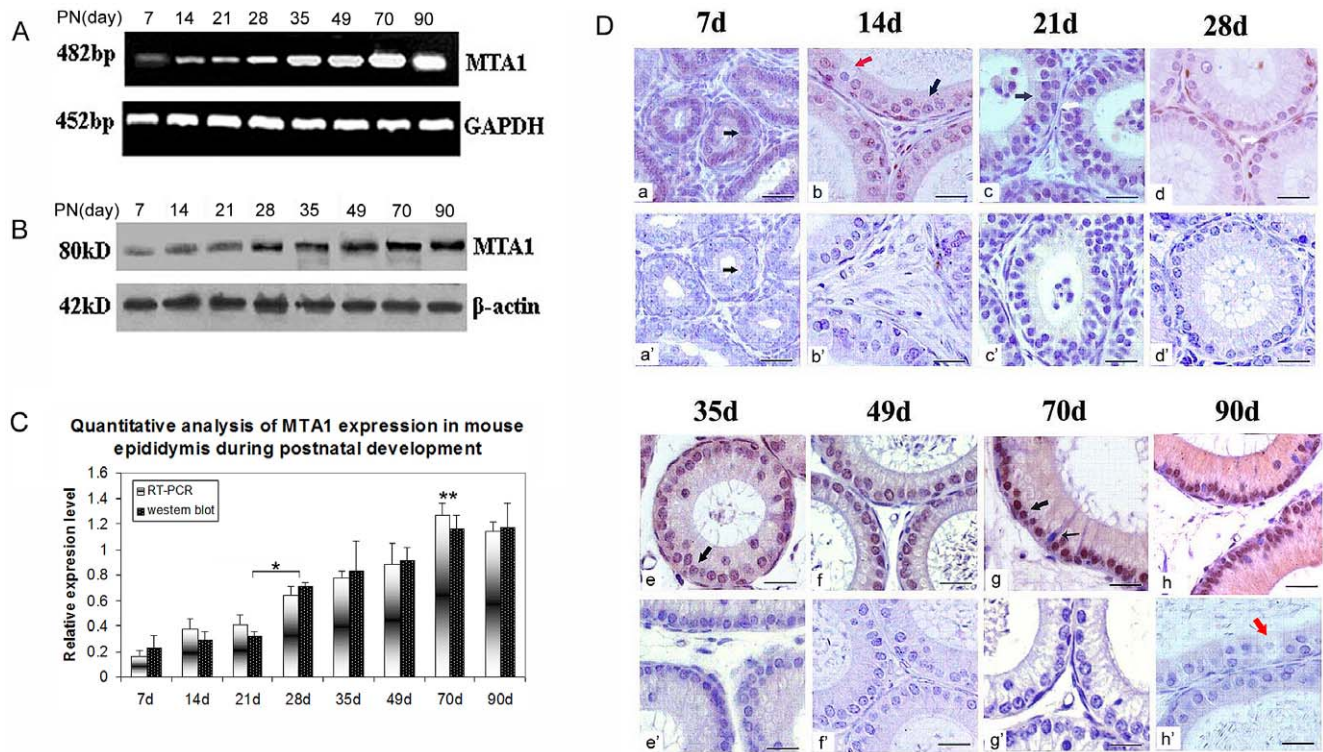 A
PN(day) 7 14 21 28 35 49 70 90
482bp MTA1
452bp GAPDH
B
PN(day) 7 14 21 28 35 49 70 90
80kD MTA1
42kD β-actin
C
Quantitative analysis of MTA1 expression in mouse
epididymis during postnatal development
Relative expression level
1.6
1.4
1.2
1
0.8
0.6
0.4
0.2
0
RT-PCR
western blot
*
**
7d 14d 21d 28d 35d 49d 70d 90d
D
7d 14d 21d 28d
a b c d
a' b' c' d'
35d 49d 70d 90d
e f g h
e' f' g' h'